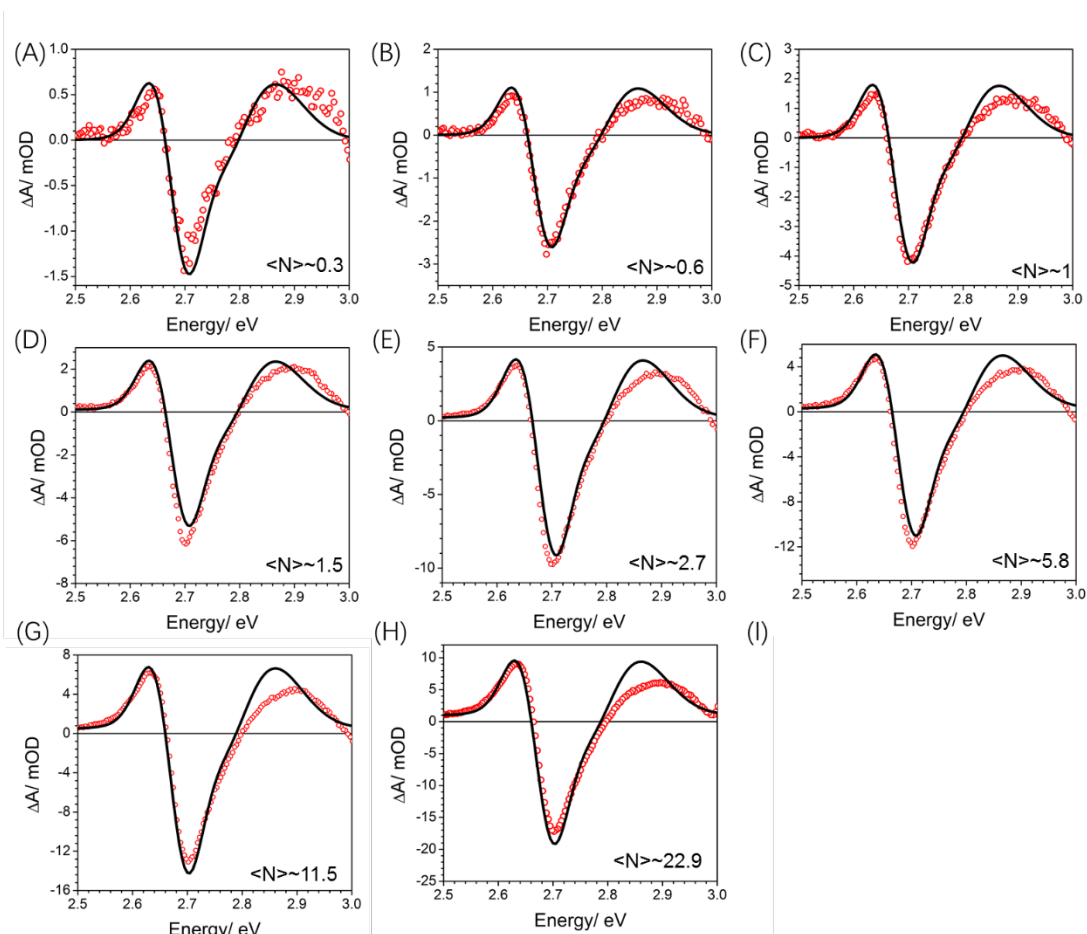 (A) (B) (C)
1.0
0.5
0.0
-0.5
-1.0
-1.5
ΔA/ mOD
<N>~0.3
2.5 2.6 2.7 2.8 2.9 3.0
Energy/ eV
2
1
0
-1
-2
-3
ΔA/ mOD
<N>~0.6
2.5 2.6 2.7 2.8 2.9 3.0
Energy/ eV
3
2
1
0
-1
-2
-3
-4
-5
ΔA/ mOD
<N>~1
2.5 2.6 2.7 2.8 2.9 3.0
Energy/ eV
(D) (E) (F)
2
0
-2
-4
-6
-8
ΔA/ mOD
<N>~1.5
2.5 2.6 2.7 2.8 2.9 3.0
Energy/ eV
5
0
-5
-10
ΔA/ mOD
<N>~2.7
2.5 2.6 2.7 2.8 2.9 3.0
Energy/ eV
4
0
-4
-8
-12
ΔA/ mOD
<N>~5.8
2.5 2.6 2.7 2.8 2.9 3.0
Energy/ eV
(G) (H) (I)
8
4
0
-4
-8
-12
-16
ΔA/ mOD
<N>~11.5
2.5 2.6 2.7 2.8 2.9 3.0
Energy/ eV
10
5
0
-5
-10
-15
-20
-25
ΔA/ mOD
<N>~22.9
2.5 2.6 2.7 2.8 2.9 3.0
Energy/ eV